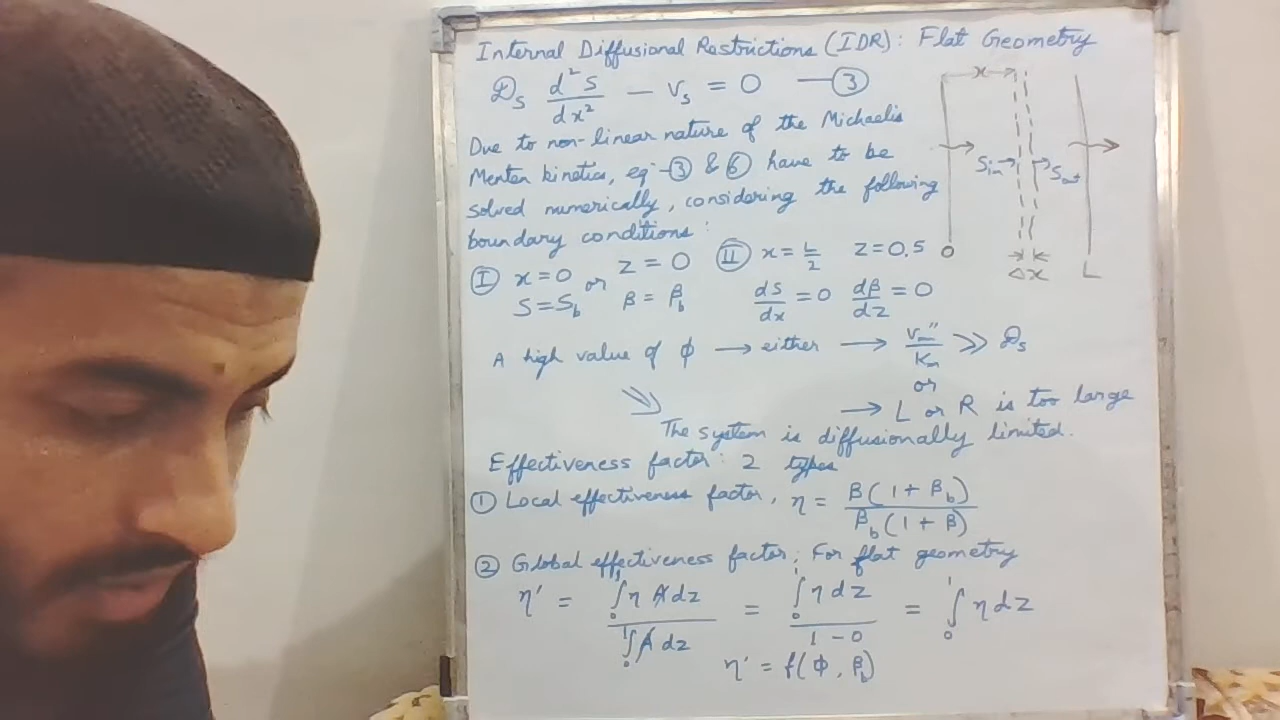 Internal Diffusional Restrictions (IDR): Flat Geometry
𝒟s d²S/dx² − vs = 0 — ③
Due to non-linear nature of the Michaelis
Menten kinetics, eqⁿ-③ & ⑥ have to be
solved numerically, considering the following
boundary conditions:
Ⓘ x=0 or z=0 Ⓘⓘ x=L/2 z=0.5
S=Sb β=βb dS/dx=0 dβ/dz=0
A high value of ϕ → either → vm''/Km ≫ 𝒟s
or
→ L or R is too large
⇒ The system is diffusionally limited.
Effectiveness factor: 2 types
① Local effectiveness factor, η = β(1+βb)/βb(1+β)
② Global effectiveness factor; For flat geometry
η' = ∫₀¹ η A dz / ∫₀¹ A dz = ∫₀¹ η dz / 1−0 = ∫₀¹ η dz
η' = f(ϕ, βb)
x
Sin → → Sout
0
Δx
L